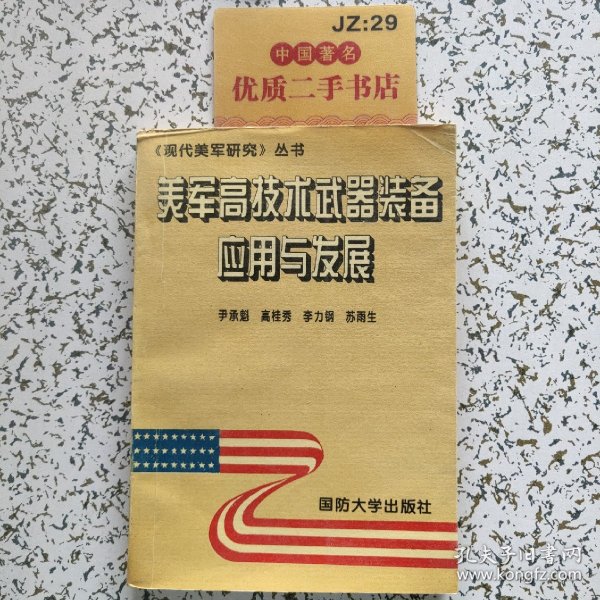 JZ:29
中国著名
优质二手书店
《现代美军研究》丛书
美军高技术武器装备
应用与发展
尹承魁 高桂秀 李力钢 苏雨生
国防大学出版社
孔夫子旧书网
www.kongfz.com